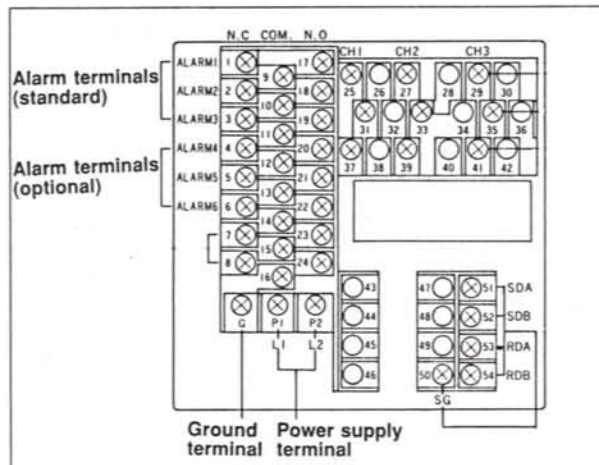 N.C COM. N.O
ALARM1 1 9 17
ALARM2 2 10 18
ALARM3 3 11 19
ALARM4 4 12 20
ALARM5 5 13 21
ALARM6 6 14 22
7 15 23
8 16 24
Alarm terminals
(standard)
Alarm terminals
(optional)
CH1 CH2 CH3
25 26 27 28 29 30
31 32 33 34 35 36
37 38 39 40 41 42
43 47 51 SDA
44 48 52 SDB
45 49 53 RDA
46 50 54 RDB
SG
G P1 P2
L1 L2
Ground
terminal
Power supply
terminal